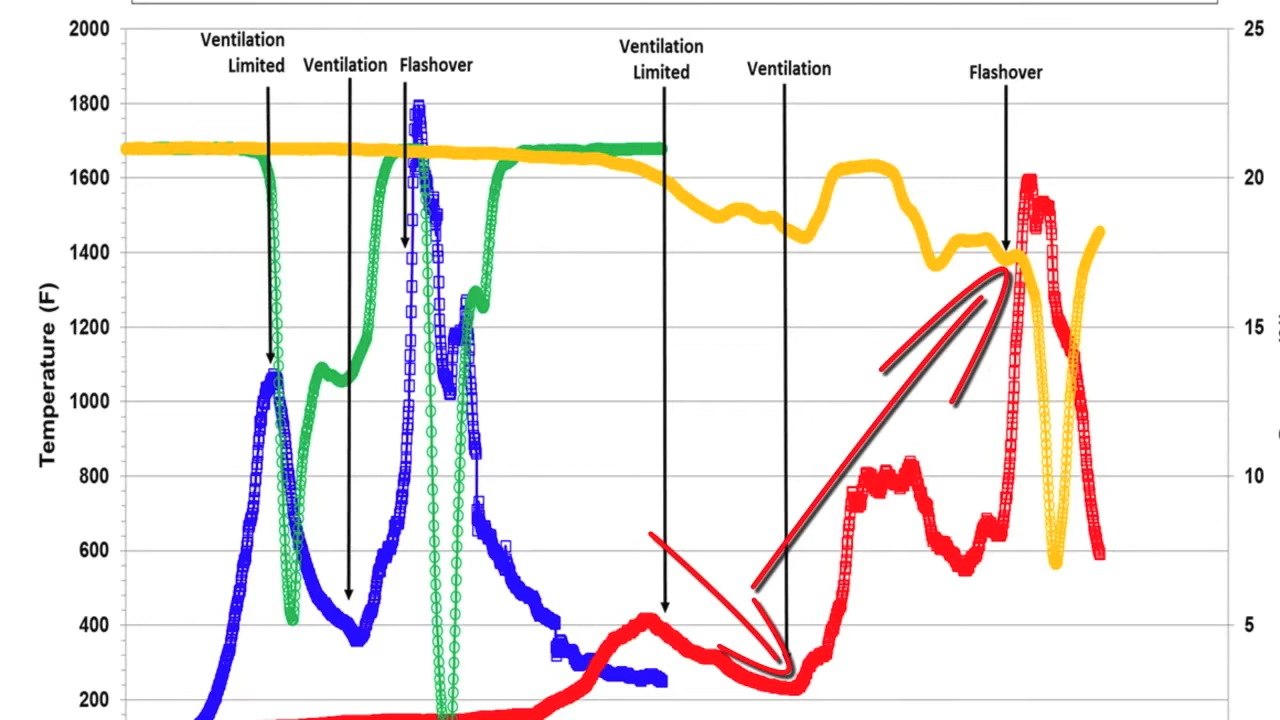 2000
1800
1600
1400
1200
1000
800
600
400
200
Temperature (F)
Ventilation
Limited
Ventilation
Flashover
Ventilation
Limited
Ventilation
Flashover
25
20
15
10
5